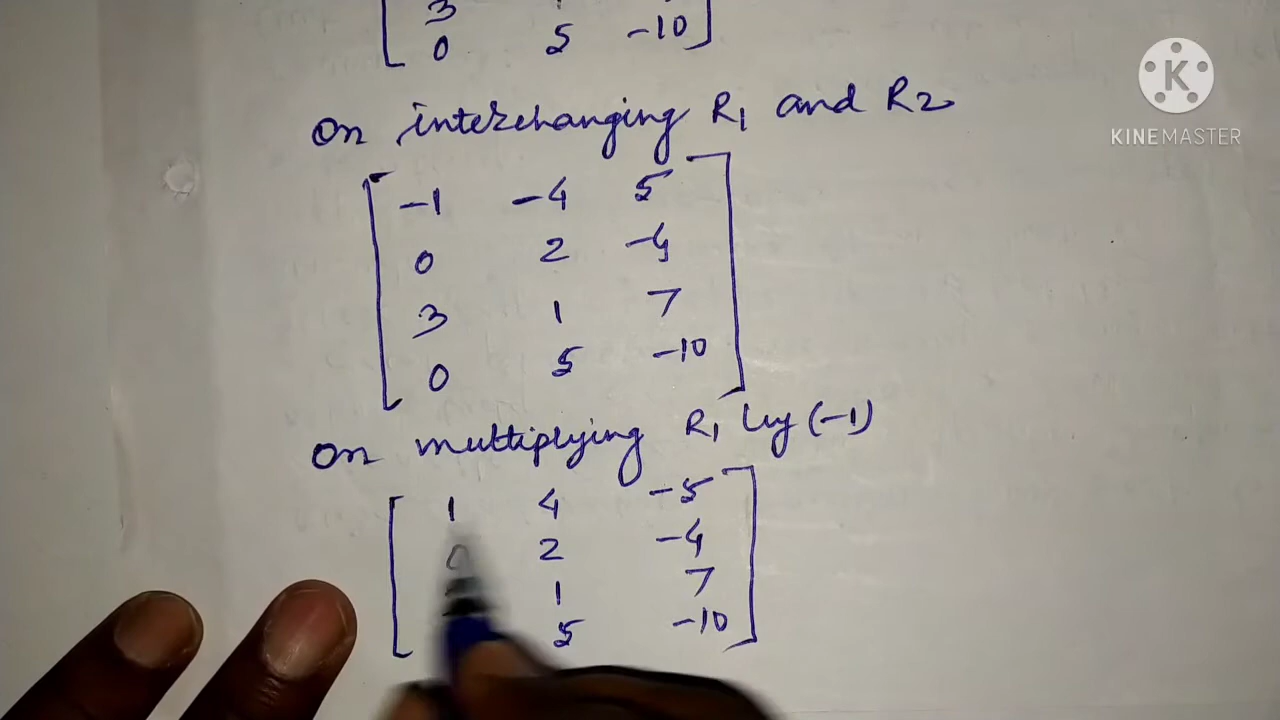 3
0 5 -10
On interchanging R1 and R2
-1 -4 5
0 2 -4
3 1 7
0 5 -10
On multiplying R1 by (-1)
1 4 -5
0 2 -4
1 7
5 -10
K
KINEMASTER